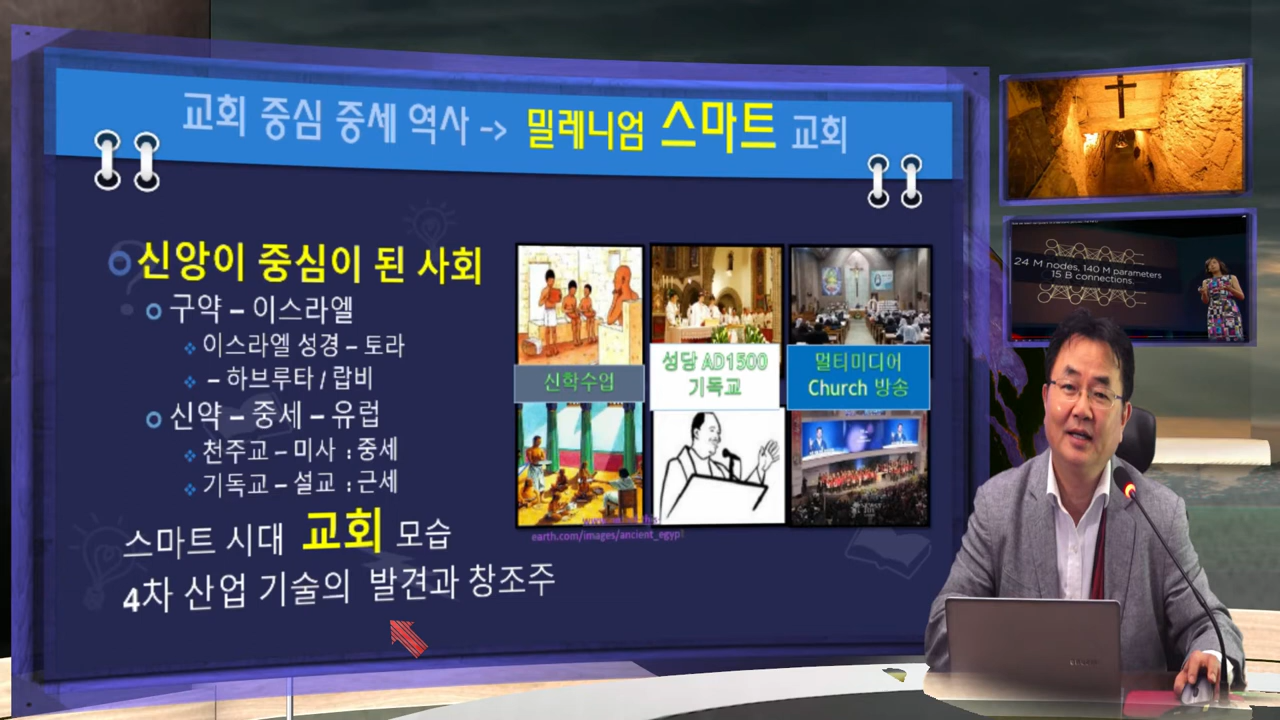 교회 중심 중세 역사 -> 밀레니엄 스마트 교회
신앙이 중심이 된 사회
구약 – 이스라엘
이스라엘 성경 – 토라
– 하브루타 / 랍비
신약 – 중세 – 유럽
천주교 – 미사 : 중세
기독교 – 설교 : 근세
스마트 시대 교회 모습
4차 산업 기술의 발견과 창조주
신학수업
성당 AD1500
기독교
멀티미디어
Church 방송
earth.com/images/ancient_egypt
24 M nodes, 140 M parameters
15 B connections.